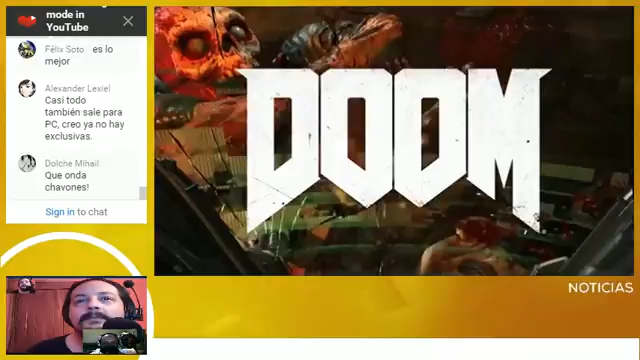 mode in
YouTube
Félix Soto es lo
mejor
Alexander Lexiel
Casi todo
también sale para
PC, creo ya no hay
exclusivas.
Dolche Mihail
Que onda
chavones!
Sign in to chat
DOOM
NOTICIAS